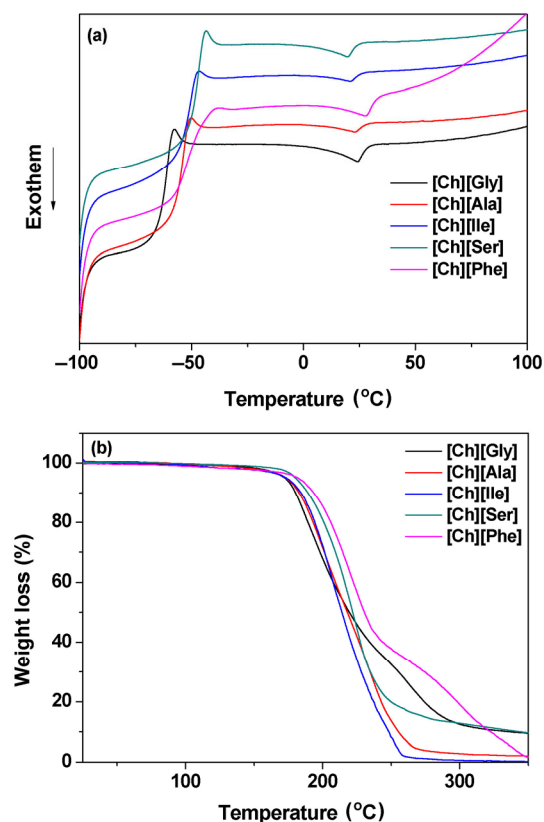 (a)
Exothem
[Ch][Gly]
[Ch][Ala]
[Ch][Ile]
[Ch][Ser]
[Ch][Phe]
–100 –50 0 50 100
Temperature (°C)
(b)
[Ch][Gly]
[Ch][Ala]
[Ch][Ile]
[Ch][Ser]
[Ch][Phe]
100
80
60
40
20
0
Weight loss (%)
100 200 300
Temperature (°C)